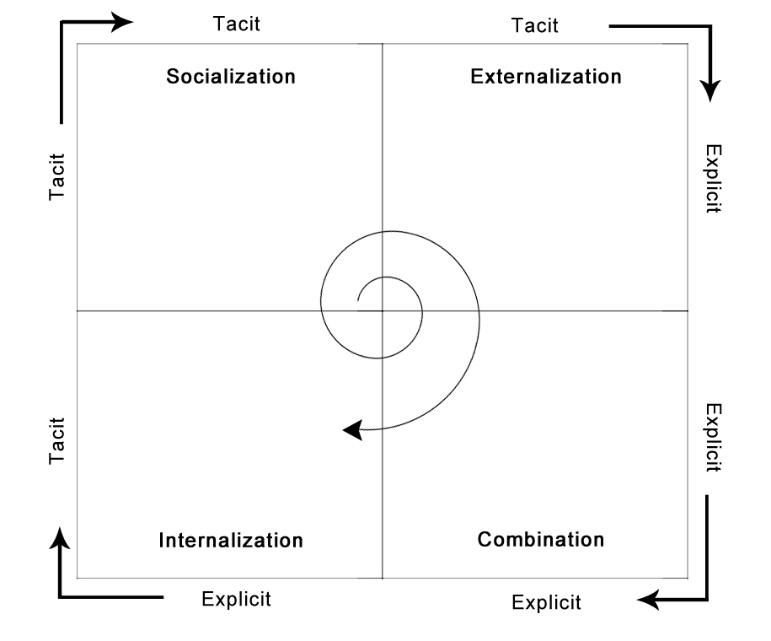 Tacit
Tacit
Socialization
Externalization
Tacit
Explicit
Tacit
Explicit
Internalization
Combination
Explicit
Explicit